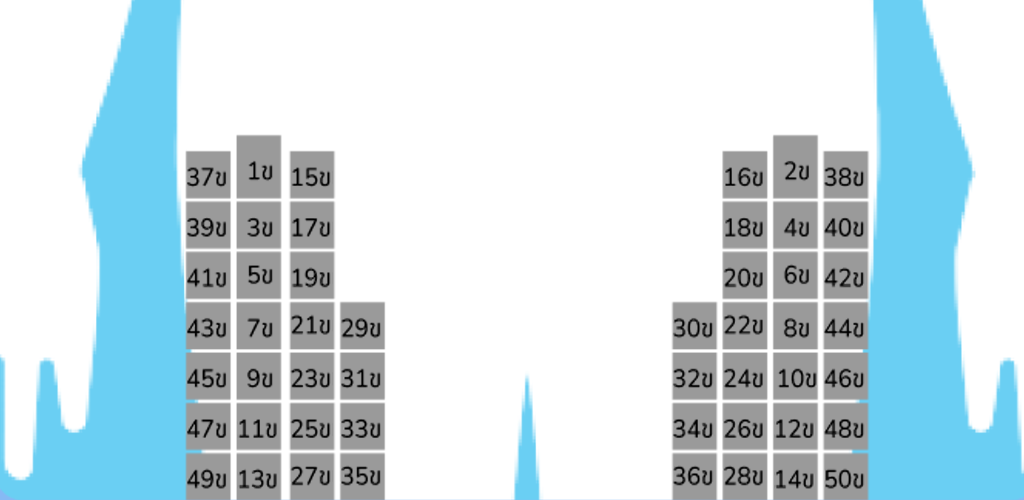 37ข 1ข 15ข 16ข 2ข 38ข
39ข 3ข 17ข 18ข 4ข 40ข
41ข 5ข 19ข 20ข 6ข 42ข
43ข 7ข 21ข 29ข 30ข 22ข 8ข 44ข
45ข 9ข 23ข 31ข 32ข 24ข 10ข 46ข
47ข 11ข 25ข 33ข 34ข 26ข 12ข 48ข
49ข 13ข 27ข 35ข 36ข 28ข 14ข 50ข